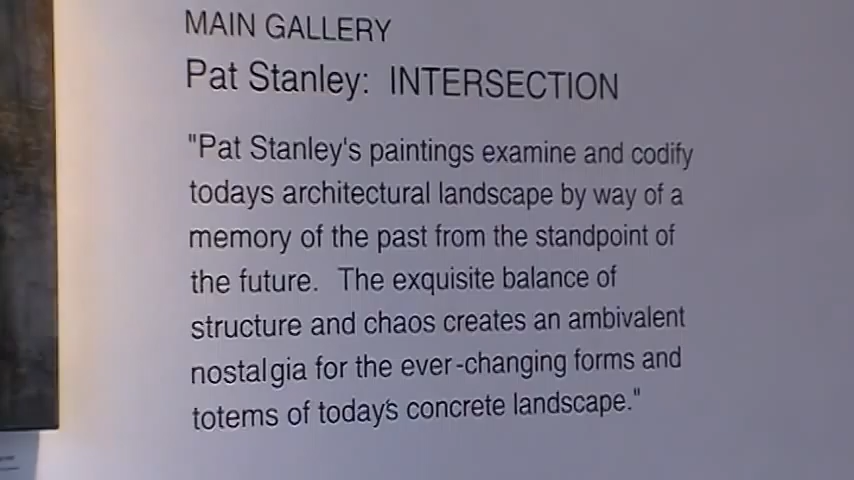 MAIN GALLERY
Pat Stanley: INTERSECTION
"Pat Stanley's paintings examine and codify
todays architectural landscape by way of a
memory of the past from the standpoint of
the future. The exquisite balance of
structure and chaos creates an ambivalent
nostalgia for the ever-changing forms and
totems of today's concrete landscape."